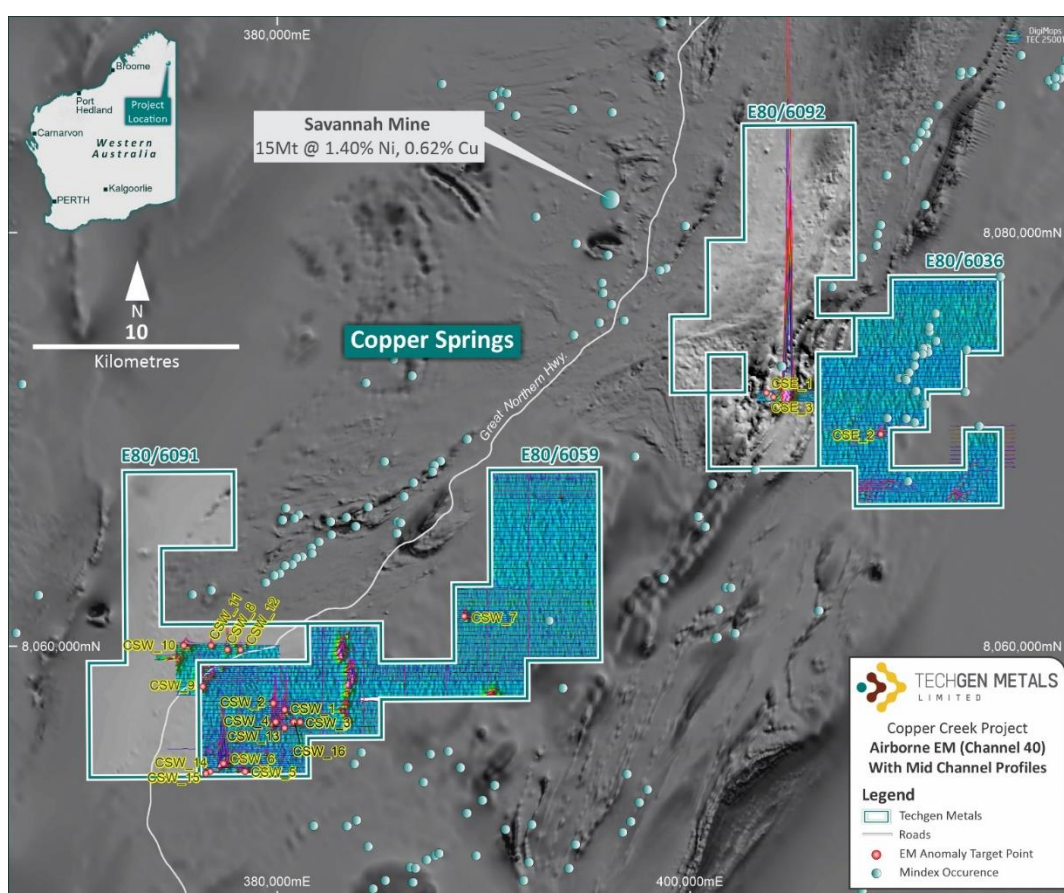 380,000mE
DigiMaps
TEC 25001
Broome
Port
Hedland
Project
Location
Carnarvon
Western
Australia
Kalgoorlie
PERTH
Savannah Mine
15Mt @ 1.40% Ni, 0.62% Cu
E80/6092
8,080,000mN
E80/6036
N
10
Kilometres
Copper Springs
Great Northern Hwy.
CSE_1
CSE_3
CSE_2
E80/6091
E80/6059
CSW_11
CSW_8
CSW_12
CSW_7
CSW_10
8,060,000mN
8,060,000mN
CSW_9
CSW_2
CSW_1
CSW_4
CSW_3
CSW_13
CSW_16
CSW_14
CSW_6
CSW_15
CSW_5
TECHGEN METALS
LIMITED
Copper Creek Project
Airborne EM (Channel 40)
With Mid Channel Profiles
Legend
Techgen Metals
Roads
EM Anomaly Target Point
Mindex Occurence
380,000mE
400,000mE